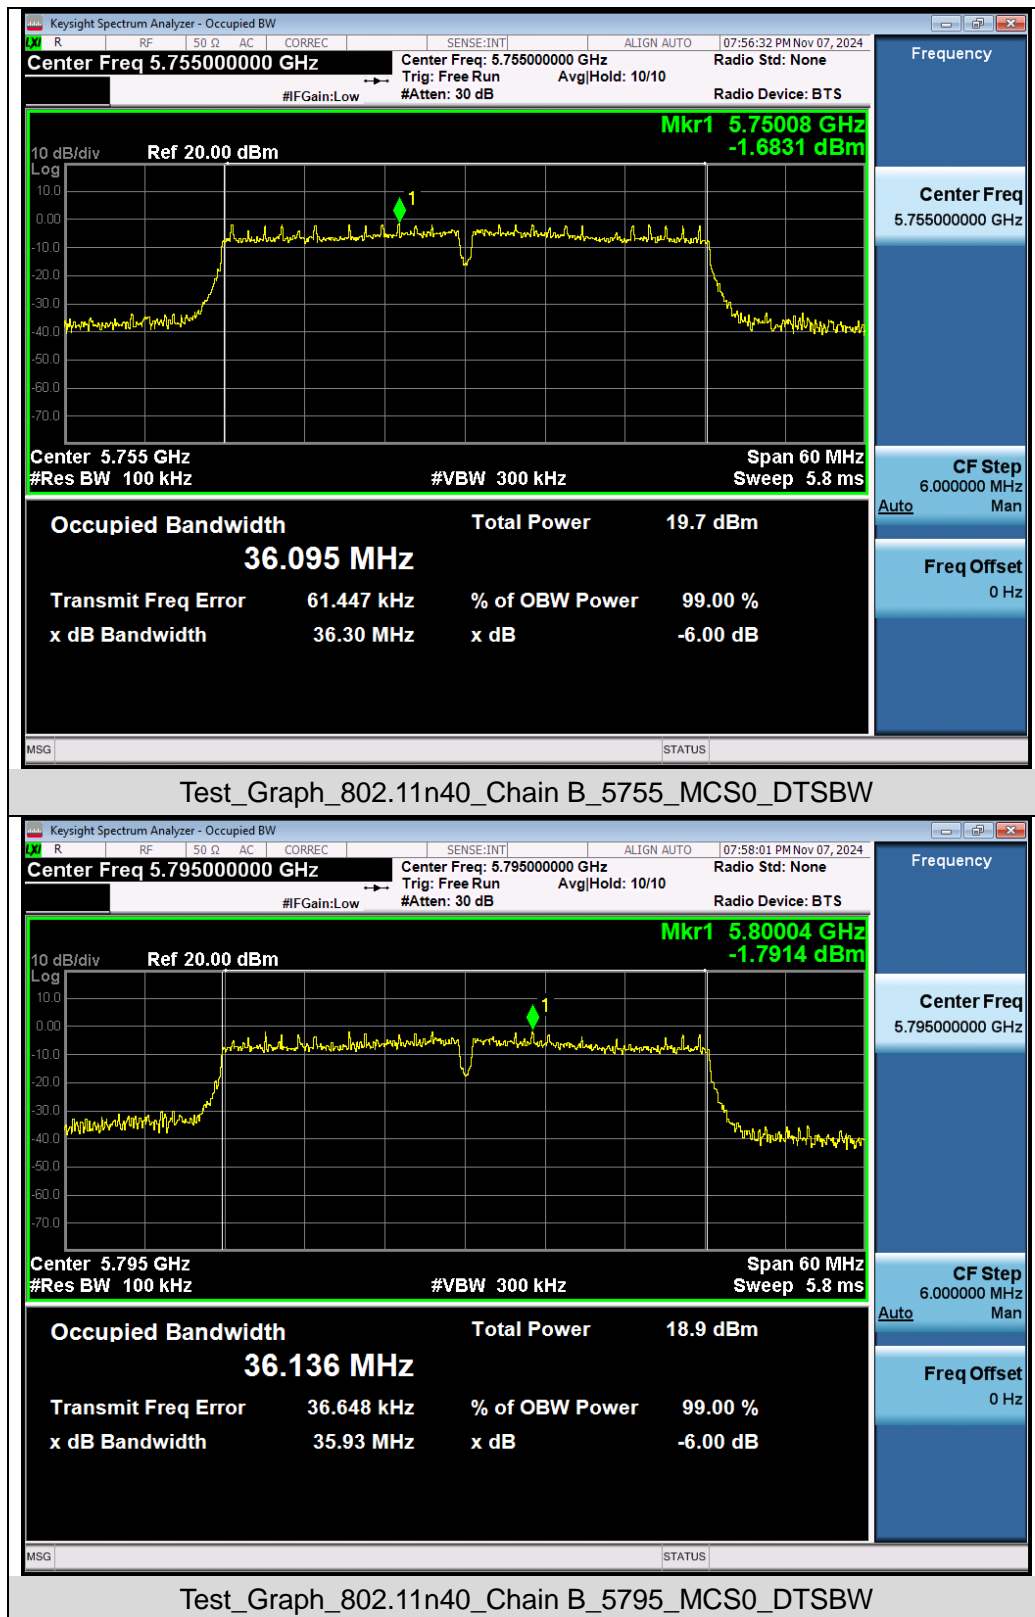 Keysight Spectrum Analyzer - Occupied BW
LXI R RF 50 Ω AC CORREC SENSE:INT ALIGN AUTO 07:56:32 PM Nov 07, 2024
Center Freq 5.755000000 GHz
Center Freq: 5.755000000 GHz
Radio Std: None
Trig: Free Run Avg|Hold: 10/10
#IFGain:Low
#Atten: 30 dB
Radio Device: BTS
Mkr1 5.75008 GHz
-1.6831 dBm
10 dB/div Ref 20.00 dBm
Log
10.0
0.00
-10.0
-20.0
-30.0
-40.0
-50.0
-60.0
-70.0
1
Center 5.755 GHz
Span 60 MHz
#Res BW 100 kHz
#VBW 300 kHz
Sweep 5.8 ms
Occupied Bandwidth
Total Power 19.7 dBm
36.095 MHz
Transmit Freq Error 61.447 kHz % of OBW Power 99.00 %
x dB Bandwidth 36.30 MHz x dB -6.00 dB
MSG STATUS
Frequency
Center Freq
5.755000000 GHz
CF Step
6.000000 MHz
Auto Man
Freq Offset
0 Hz
Test_Graph_802.11n40_Chain B_5755_MCS0_DTSBW
Keysight Spectrum Analyzer - Occupied BW
LXI R RF 50 Ω AC CORREC SENSE:INT ALIGN AUTO 07:58:01 PM Nov 07, 2024
Center Freq 5.795000000 GHz
Center Freq: 5.795000000 GHz
Radio Std: None
Trig: Free Run Avg|Hold: 10/10
#IFGain:Low
#Atten: 30 dB
Radio Device: BTS
Mkr1 5.80004 GHz
-1.7914 dBm
10 dB/div Ref 20.00 dBm
Log
10.0
0.00
-10.0
-20.0
-30.0
-40.0
-50.0
-60.0
-70.0
1
Center 5.795 GHz
Span 60 MHz
#Res BW 100 kHz
#VBW 300 kHz
Sweep 5.8 ms
Occupied Bandwidth
Total Power 18.9 dBm
36.136 MHz
Transmit Freq Error 36.648 kHz % of OBW Power 99.00 %
x dB Bandwidth 35.93 MHz x dB -6.00 dB
MSG STATUS
Frequency
Center Freq
5.795000000 GHz
CF Step
6.000000 MHz
Auto Man
Freq Offset
0 Hz
Test_Graph_802.11n40_Chain B_5795_MCS0_DTSBW